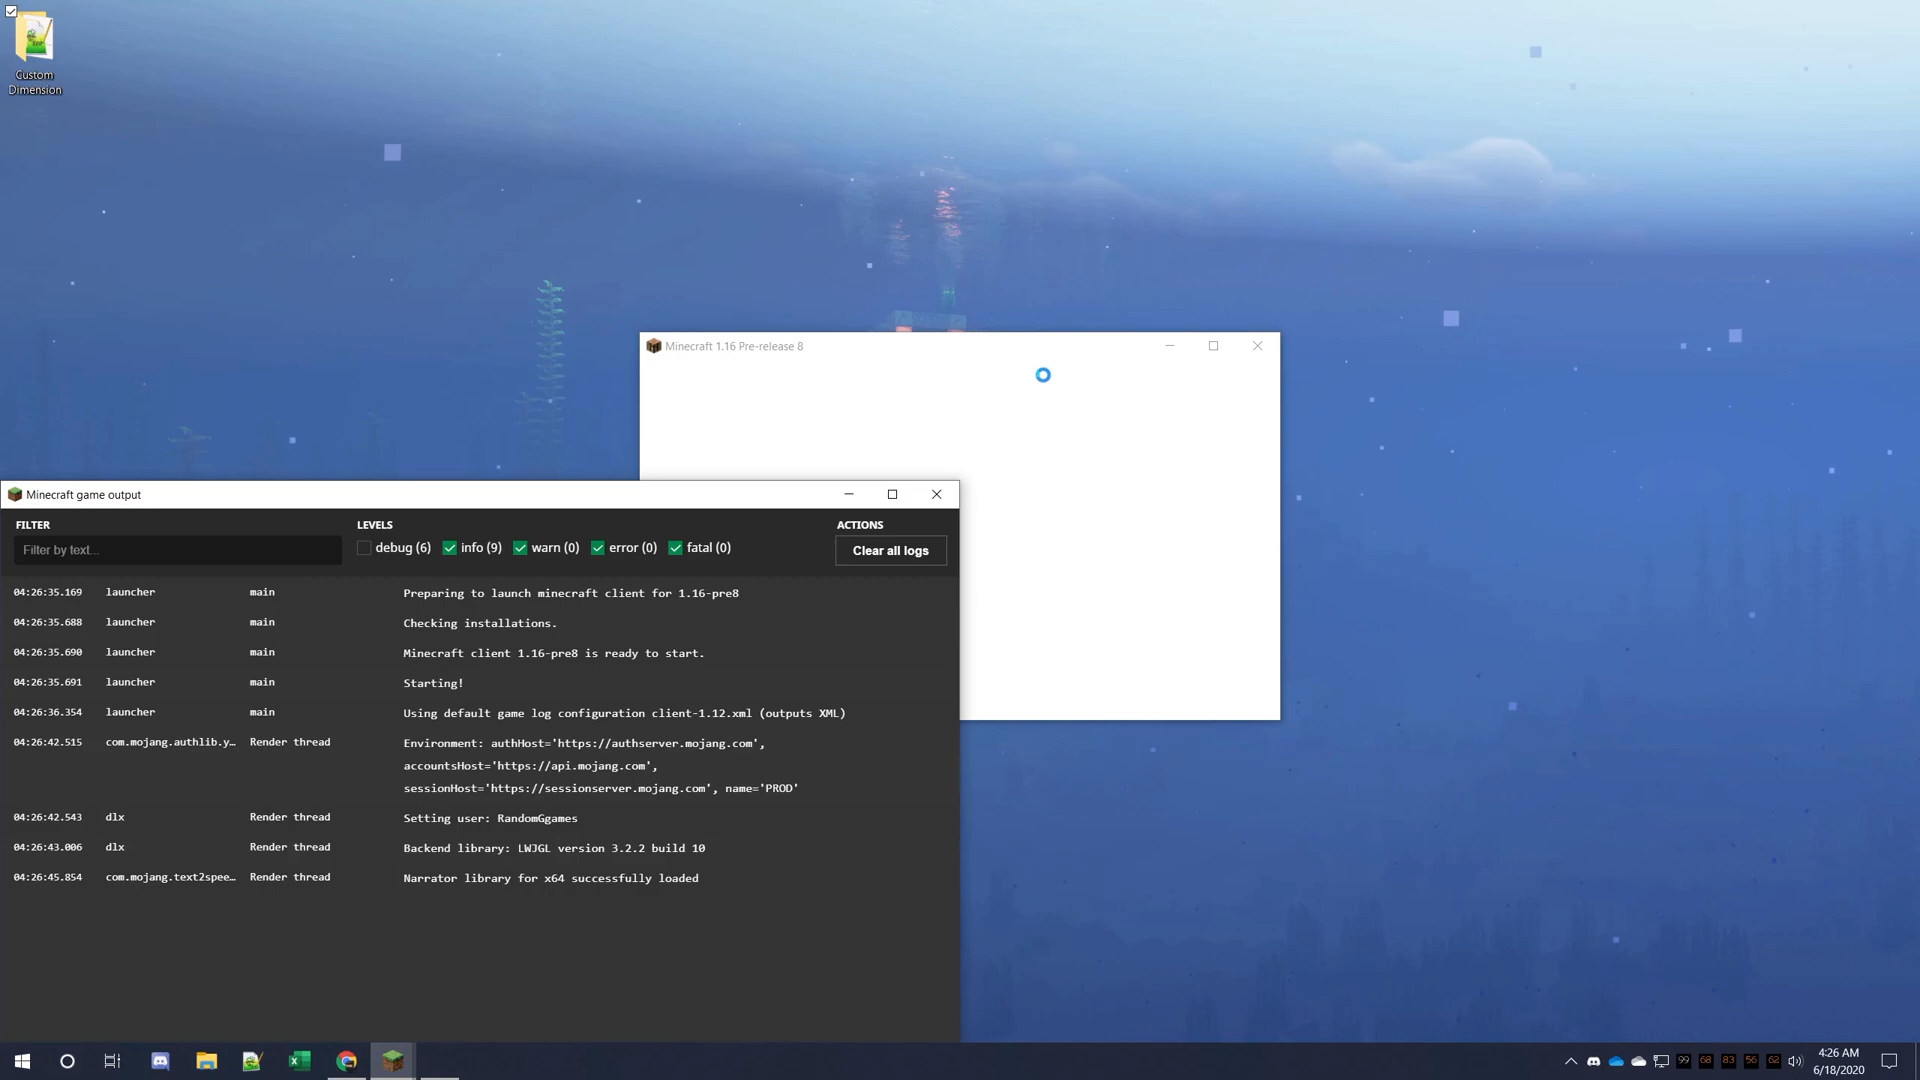 Custom
Dimension
Minecraft 1.16 Pre-release 8
Minecraft game output
FILTER
LEVELS
ACTIONS
Filter by text...
debug (6)
info (9)
warn (0)
error (0)
fatal (0)
Clear all logs
04:26:35.169 launcher main Preparing to launch minecraft client for 1.16-pre8
04:26:35.688 launcher main Checking installations.
04:26:35.690 launcher main Minecraft client 1.16-pre8 is ready to start.
04:26:35.691 launcher main Starting!
04:26:36.354 launcher main Using default game log configuration client-1.12.xml (outputs XML)
04:26:42.515 com.mojang.authlib.y... Render thread Environment: authHost='https://authserver.mojang.com',
accountsHost='https://api.mojang.com',
sessionHost='https://sessionserver.mojang.com', name='PROD'
04:26:42.543 dlx Render thread Setting user: RandomGgames
04:26:43.006 dlx Render thread Backend library: LWJGL version 3.2.2 build 10
04:26:45.854 com.mojang.text2spee... Render thread Narrator library for x64 successfully loaded
99 68 83 56 62
4:26 AM
6/18/2020